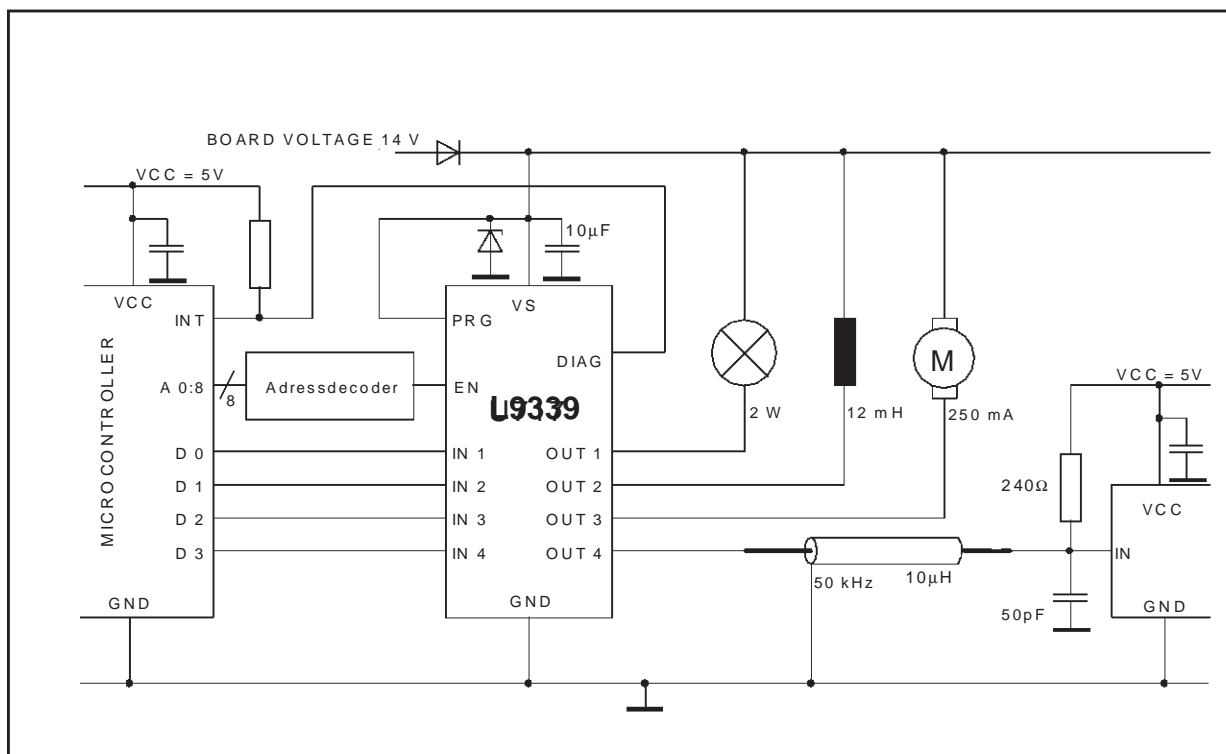 BOARD VOLTAGE 14 V
VCC = 5V
10μF
VCC
VS
INT
PRG
DIAG
A 0:8
8
Adressdecoder
EN
L9339
MICROCONTROLLER
M
2 W
12 mH
250 mA
VCC = 5V
D 0
IN 1
OUT 1
D 1
IN 2
OUT 2
240Ω
VCC
D 2
IN 3
OUT 3
D 3
IN 4
OUT 4
IN
50 kHz
10μH
GND
GND
50pF
GND